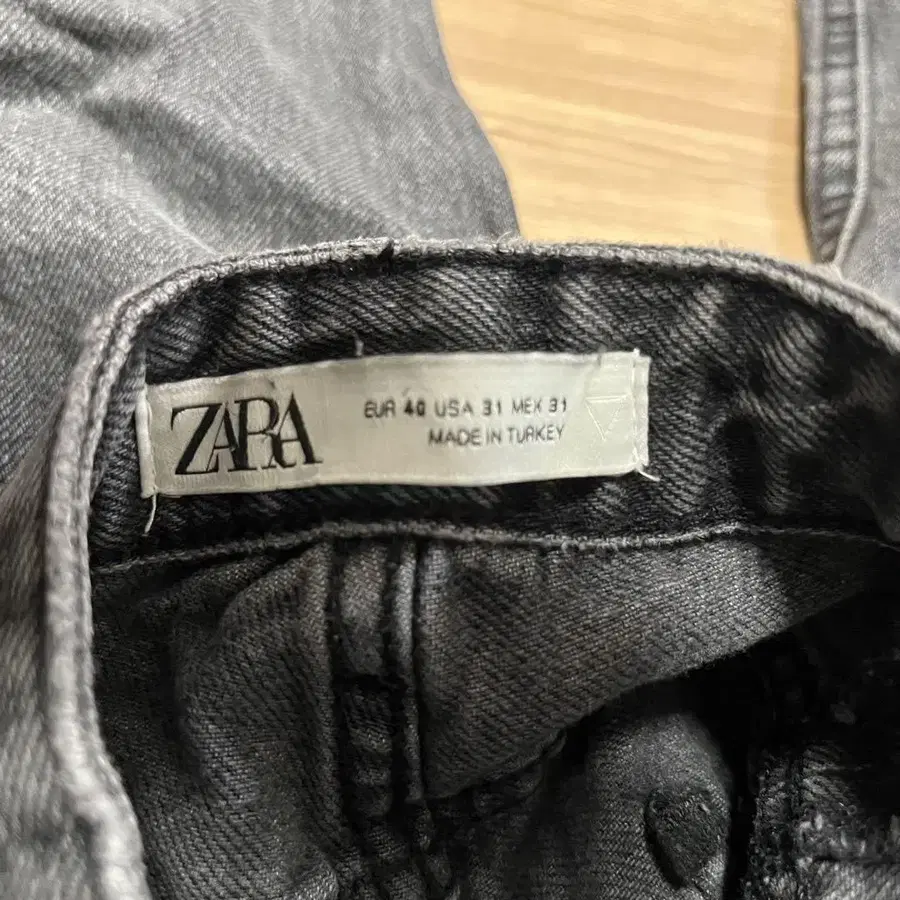 ZARA
EUR 40 USA 31 MEX 31
MADE IN TURKEY